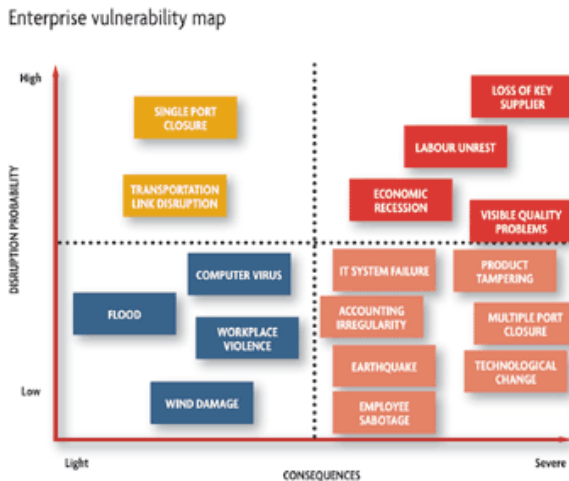 Enterprise vulnerability map
High
LOSS OF KEY
SUPPLIER
SINGLE PORT
CLOSURE
LABOUR UNREST
TRANSPORTATION
LINK DISRUPTION
ECONOMIC
RECESSION
VISIBLE QUALITY
PROBLEMS
DISRUPTION PROBABILITY
COMPUTER VIRUS
IT SYSTEM FAILURE
PRODUCT
TAMPERING
FLOOD
WORKPLACE
VIOLENCE
ACCOUNTING
IRREGULARITY
MULTIPLE PORT
CLOSURE
EARTHQUAKE
TECHNOLOGICAL
CHANGE
Low
WIND DAMAGE
EMPLOYEE
SABOTAGE
Light
CONSEQUENCES
Severe